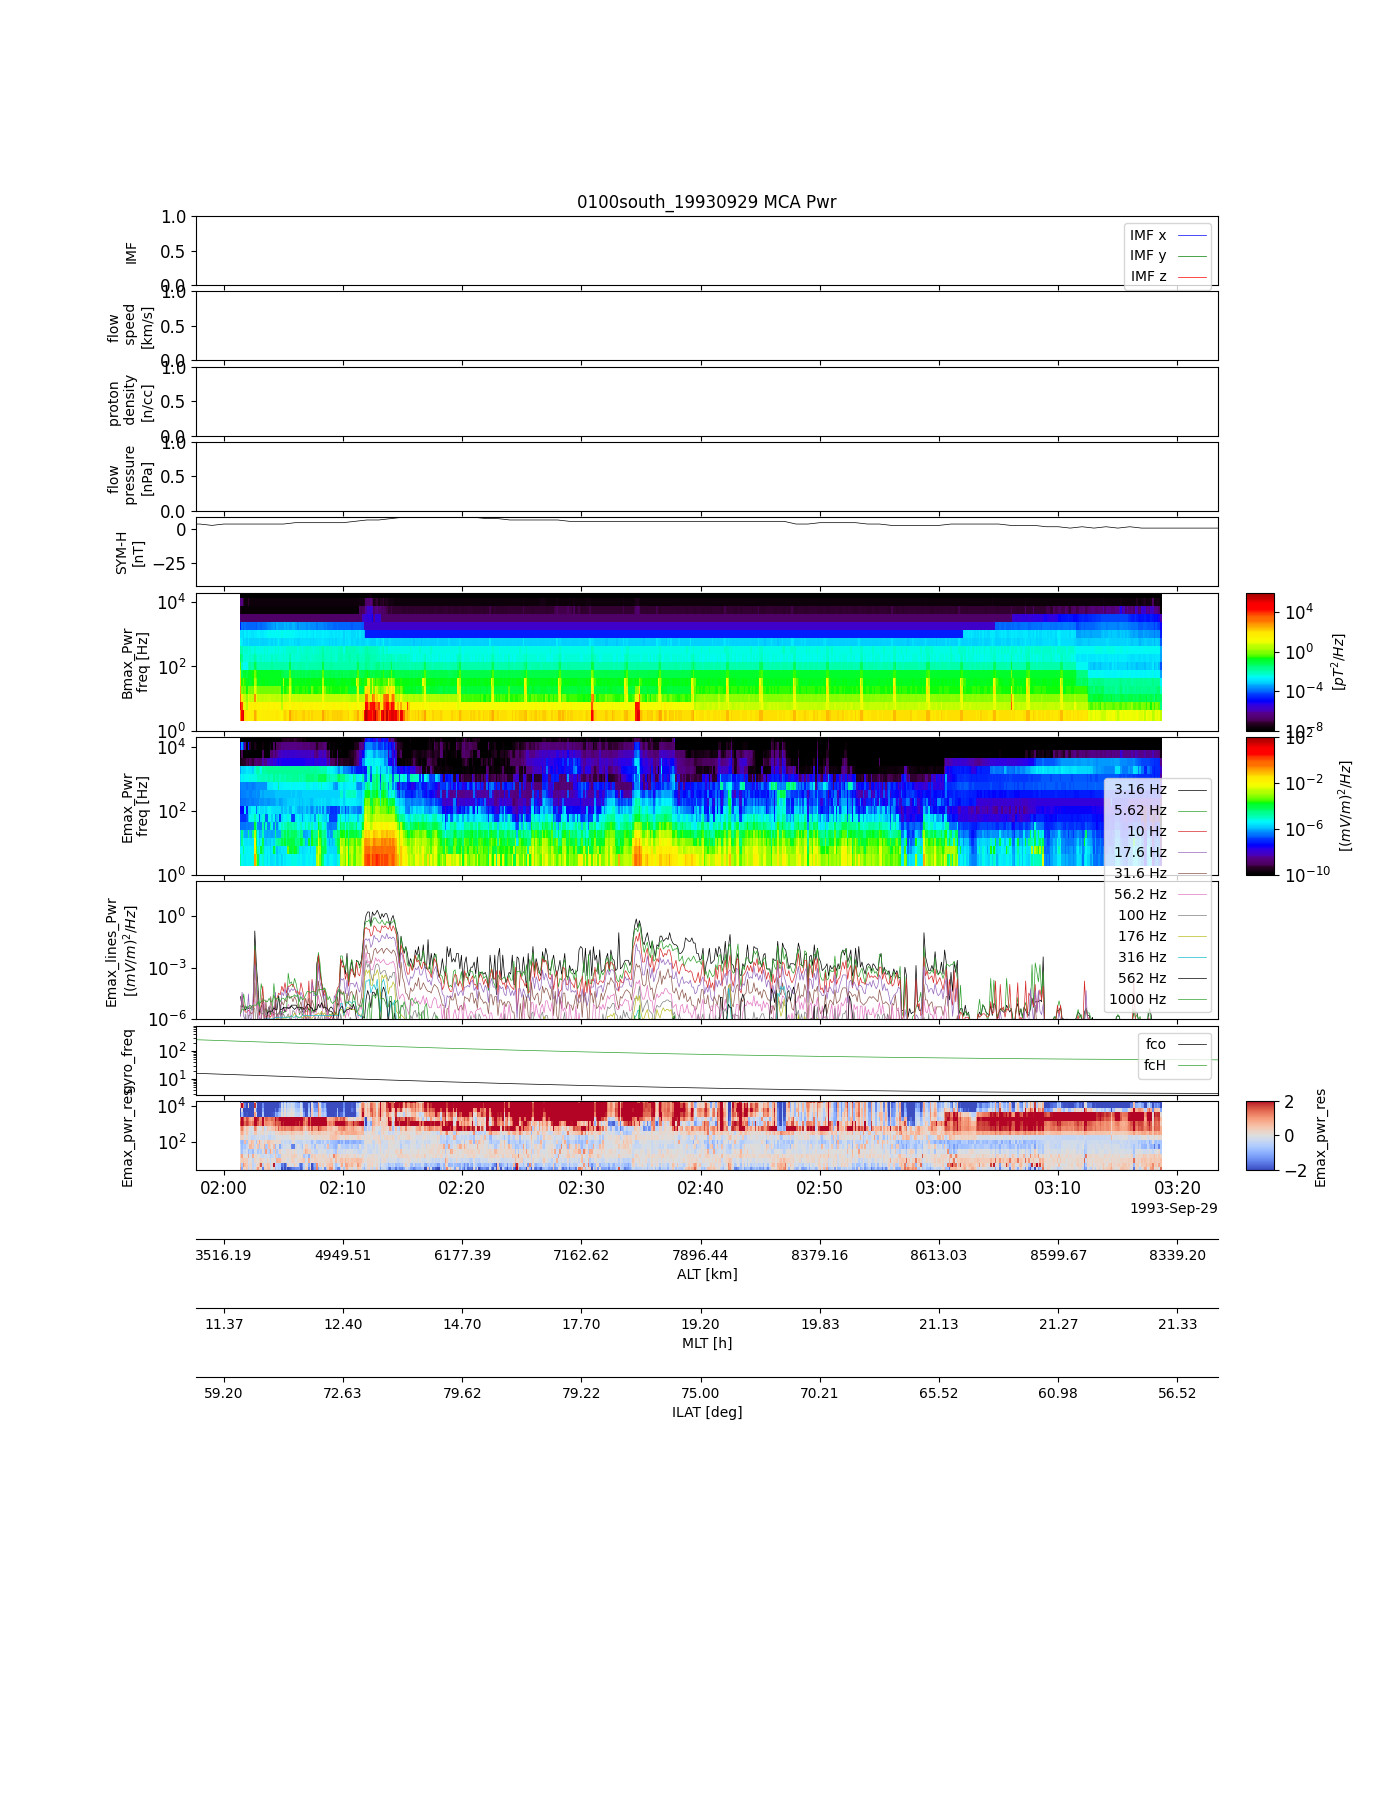 0100south_19930929 MCA Pwr
1.0
0.5
0.0
IMF
IMF x
IMF y
IMF z
1.0
0.5
0.0
flow
speed
[km/s]
1.0
0.5
0.0
proton
density
[n/cc]
1.0
0.5
0.0
flow
pressure
[nPa]
0
−25
SYM-H
[nT]
10^4
10^2
10^0
Bmax_Pwr
freq [Hz]
10^4
10^0
10^−4
10^−8
[pT^2/Hz]
10^4
10^2
10^0
Emax_Pwr
freq [Hz]
10^2
10^−2
10^−6
10^−10
[(mV/m)^2/Hz]
3.16 Hz
5.62 Hz
10 Hz
17.6 Hz
31.6 Hz
56.2 Hz
100 Hz
176 Hz
316 Hz
562 Hz
1000 Hz
10^0
10^−3
10^−6
Emax_lines_Pwr
[(mV/m)^2/Hz]
10^2
10^1
gyro_freq
fco
fcH
10^4
10^2
Emax_pwr_res
2
0
−2
Emax_pwr_res
02:00 02:10 02:20 02:30 02:40 02:50 03:00 03:10 03:20
1993-Sep-29
3516.19 4949.51 6177.39 7162.62 7896.44 8379.16 8613.03 8599.67 8339.20
ALT [km]
11.37 12.40 14.70 17.70 19.20 19.83 21.13 21.27 21.33
MLT [h]
59.20 72.63 79.62 79.22 75.00 70.21 65.52 60.98 56.52
ILAT [deg]